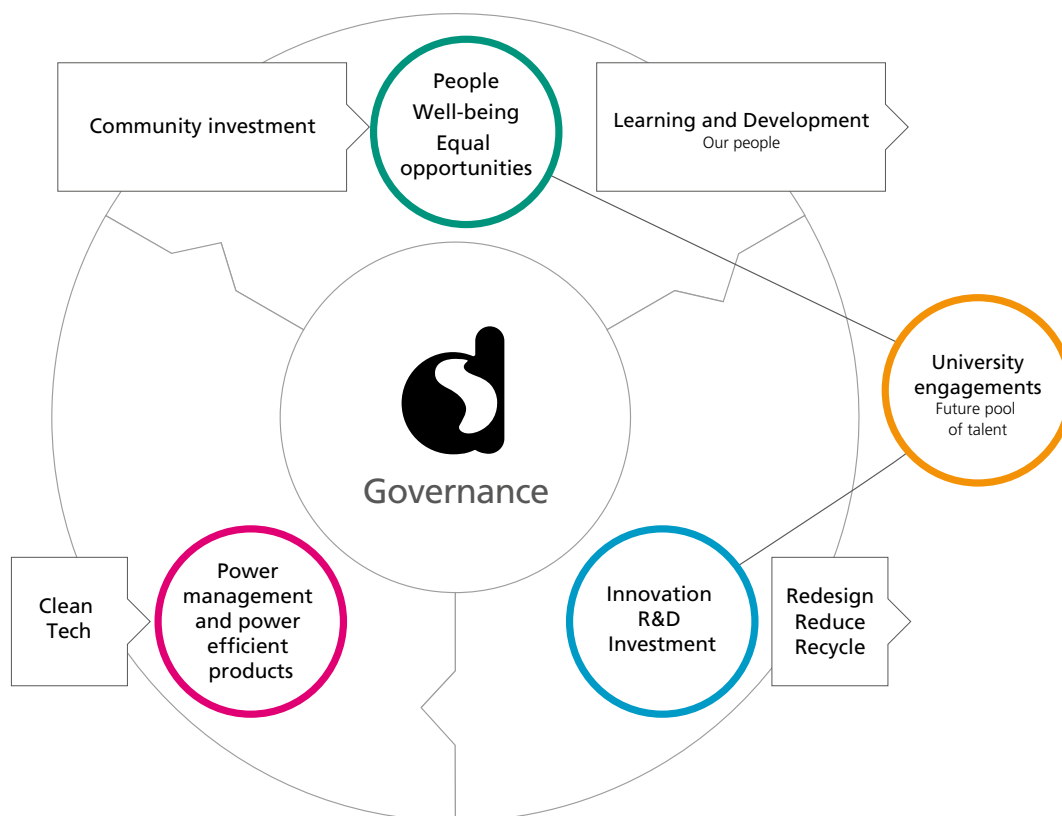 Community investment
People
Well-being
Equal
opportunities
Learning and Development
Our people
University
engagements
Future pool
of talent
Governance
Clean
Tech
Power
management
and power
efficient
products
Innovation
R&D
Investment
Redesign
Reduce
Recycle